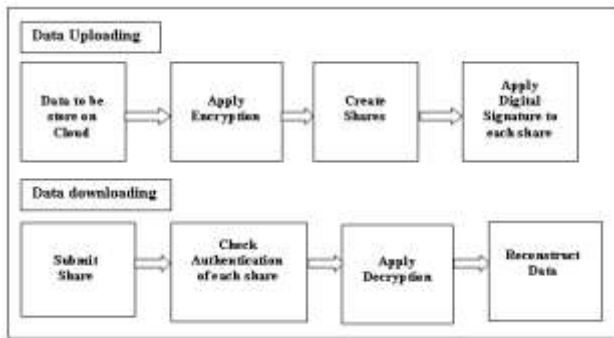 Data Uploading
Data to be
store on
Cloud
Apply
Encryption
Create
Shares
Apply
Digital
Signature to
each share
Data downloading
Submit
Share
Check
Authentication
of each share
Apply
Decryption
Reconstruct
Data